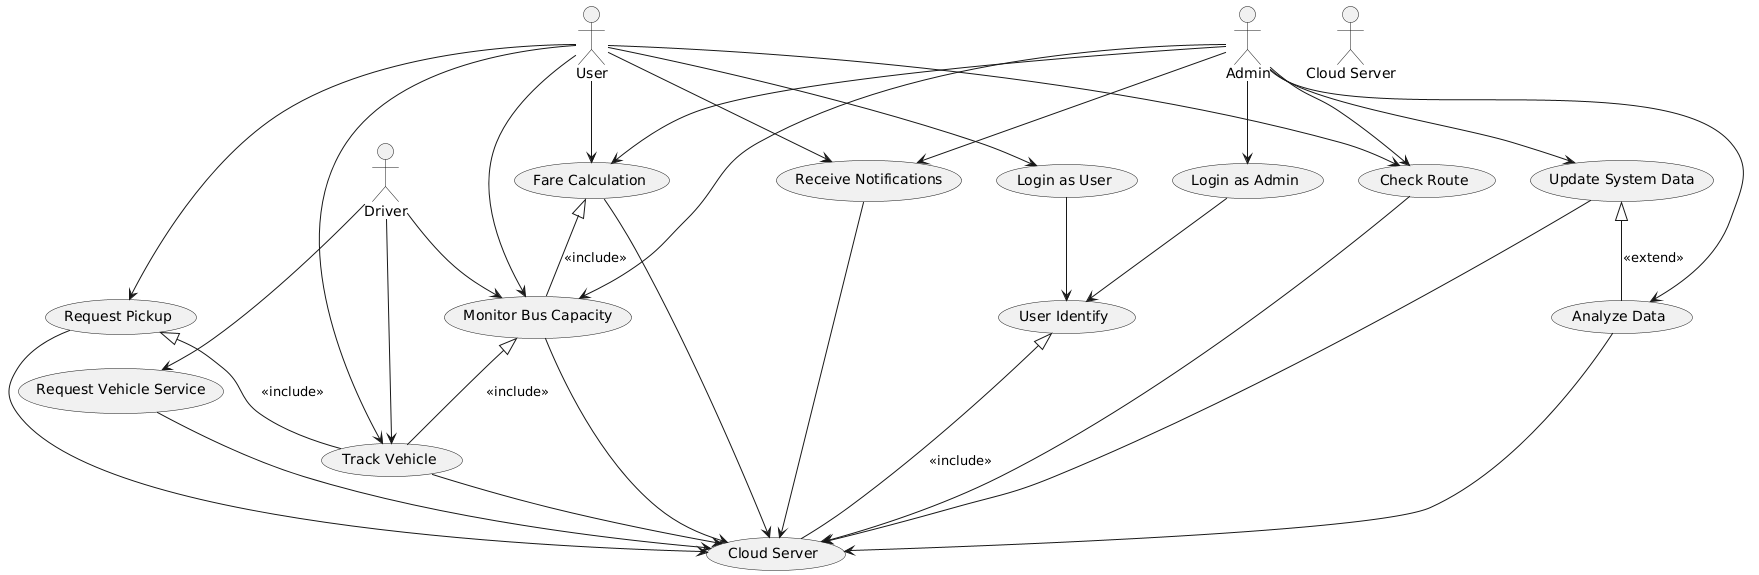 User
Admin
Cloud Server
Driver
Fare Calculation
Receive Notifications
Login as User
Login as Admin
Check Route
Update System Data
«include»
«extend»
Request Pickup
Monitor Bus Capacity
User Identify
Analyze Data
Request Vehicle Service
«include»
«include»
Track Vehicle
«include»
Cloud Server